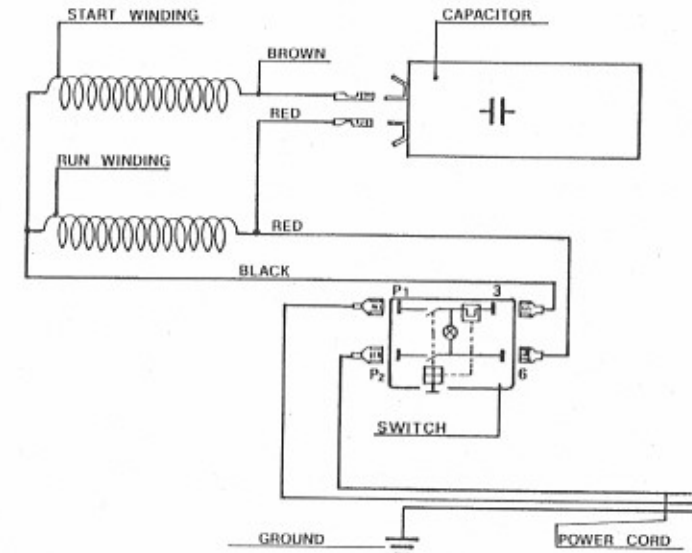 START WINDING
CAPACITOR
BROWN
RED
RUN WINDING
RED
BLACK
P1 3
P2 6
SWITCH
GROUND
POWER CORD